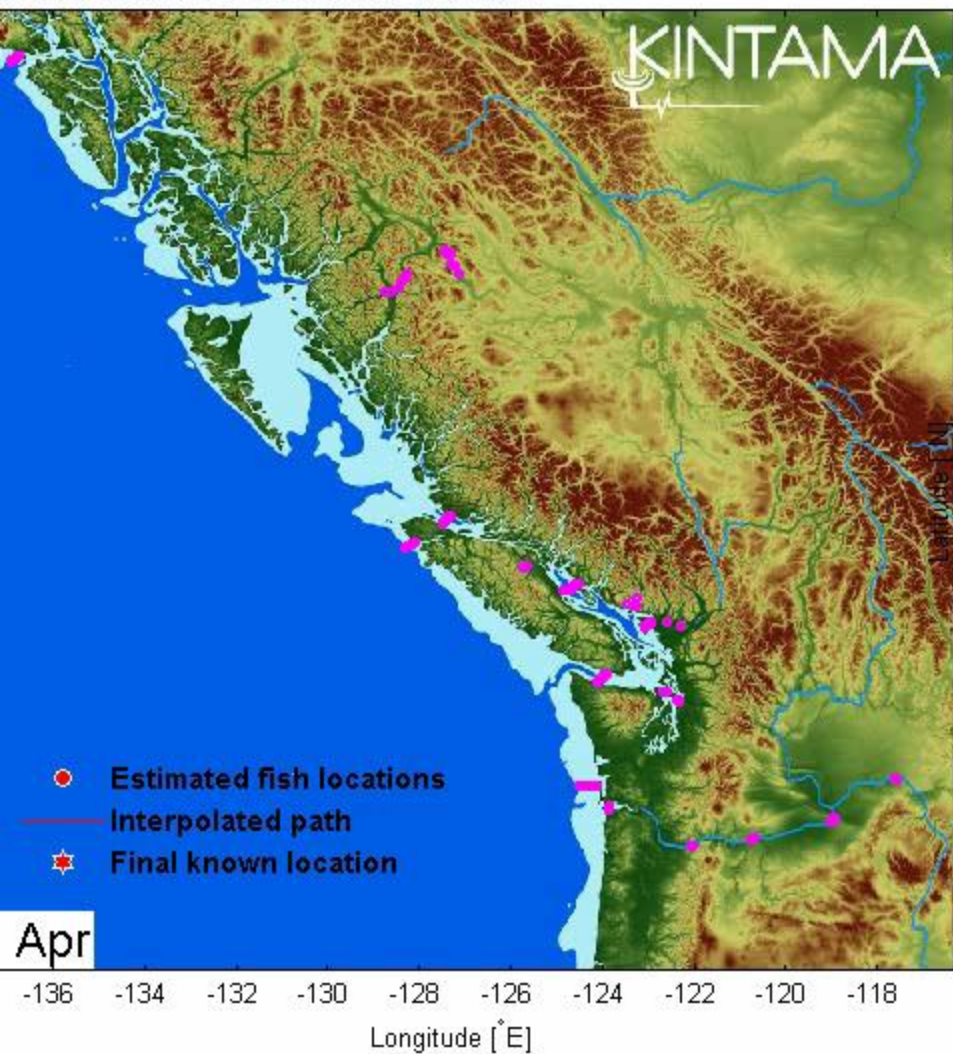 KINTAMA
Latitude [°N]
Estimated fish locations
Interpolated path
Final known location
Apr
-136 -134 -132 -130 -128 -126 -124 -122 -120 -118
Longitude [°E]